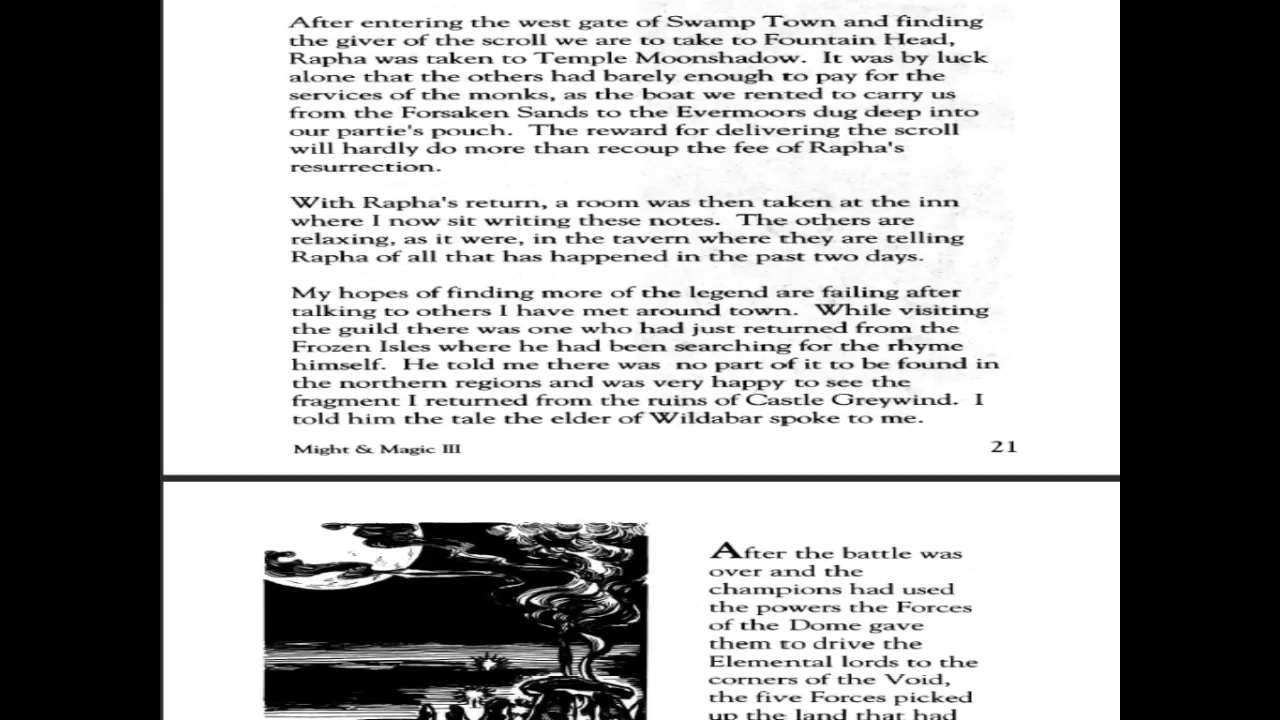 After entering the west gate of Swamp Town and finding
the giver of the scroll we are to take to Fountain Head,
Rapha was taken to Temple Moonshadow. It was by luck
alone that the others had barely enough to pay for the
services of the monks, as the boat we rented to carry us
from the Forsaken Sands to the Evermoors dug deep into
our partie's pouch. The reward for delivering the scroll
will hardly do more than recoup the fee of Rapha's
resurrection.
With Rapha's return, a room was then taken at the inn
where I now sit writing these notes. The others are
relaxing, as it were, in the tavern where they are telling
Rapha of all that has happened in the past two days.
My hopes of finding more of the legend are failing after
talking to others I have met around town. While visiting
the guild there was one who had just returned from the
Frozen Isles where he had been searching for the rhyme
himself. He told me there was no part of it to be found in
the northern regions and was very happy to see the
fragment I returned from the ruins of Castle Greywind. I
told him the tale the elder of Wildabar spoke to me.
Might & Magic III 21
After the battle was
over and the
champions had used
the powers the Forces
of the Dome gave
them to drive the
Elemental lords to the
corners of the Void,
the five Forces picked
up the land that had